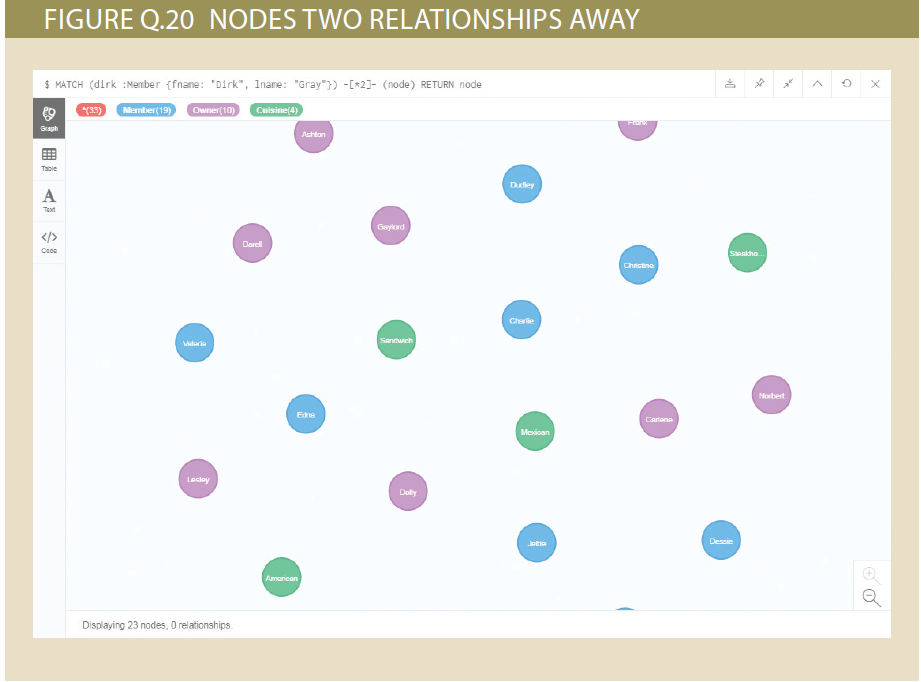 FIGURE Q.20 NODES TWO RELATIONSHIPS AWAY
$ MATCH (dirk :Member {fname: "Dirk", lname: "Gray"}) -[*2]- (node) RETURN node
*(33) Member(19) Owner(10) Cuisine(4)
Graph
Table
A
Text
</>
Code
Ashton
Frank
Dudley
Gaylord
Darell
Christine
Steakho...
Charlie
Valerie
Sandwich
Norbert
Edna
Carlene
Mexican
Lesley
Dolly
Dessie
American
Displaying 23 nodes, 0 relationships.